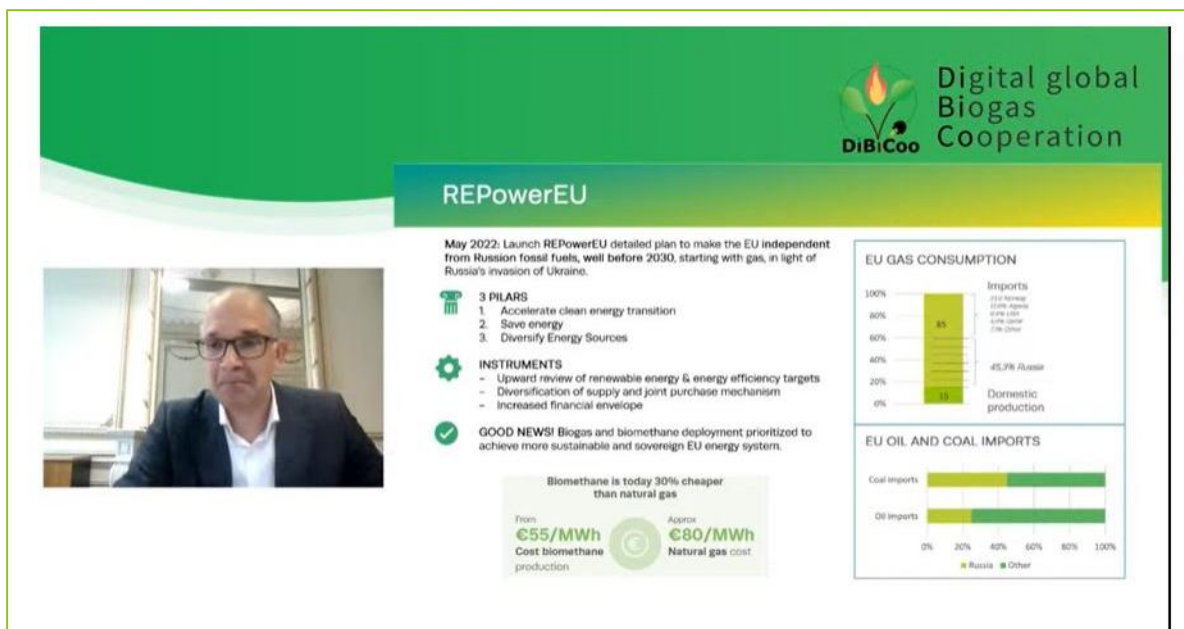 Digital global
Biogas
Cooperation
DiBiCoo
REPowerEU
May 2022: Launch REPowerEU detailed plan to make the EU independent
from Russion fossil fuels, well before 2030, starting with gas, in light of
Russia's invasion of Ukraine.
3 PILARS
1. Accelerate clean energy transition
2. Save energy
3. Diversify Energy Sources
INSTRUMENTS
- Upward review of renewable energy & energy efficiency targets
- Diversification of supply and joint purchase mechanism
- Increased financial envelope
GOOD NEWS! Biogas and biomethane deployment prioritized to
achieve more sustainable and sovereign EU energy system.
Biomethane is today 30% cheaper
than natural gas
From
€55/MWh
Cost biomethane
production
€
Approx
€80/MWh
Natural gas cost
EU GAS CONSUMPTION
100%
80%
60%
40%
20%
0%
85
15
Imports
Norway
Algeria
USA
Qatar
Other
45,3% Russia
Domestic
production
EU OIL AND COAL IMPORTS
Coal imports
Oil imports
0% 20% 40% 60% 80% 100%
Russia Other